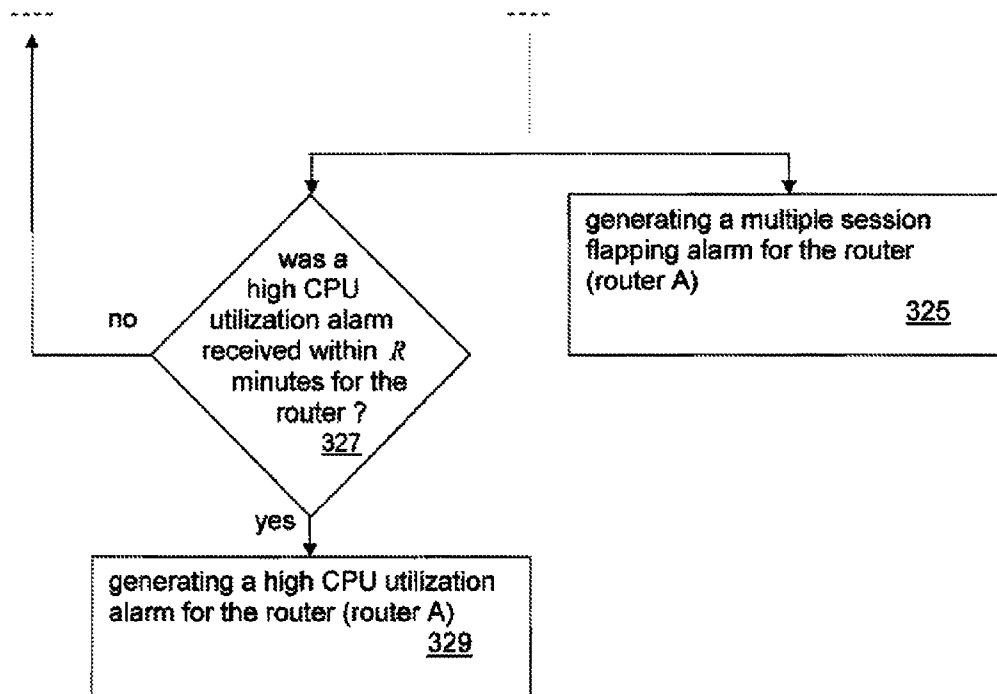 was a
high CPU
utilization alarm
received within R
minutes for the
router ?
327
no
yes
generating a multiple session
flapping alarm for the router
(router A)
325
generating a high CPU utilization
alarm for the router (router A)
329